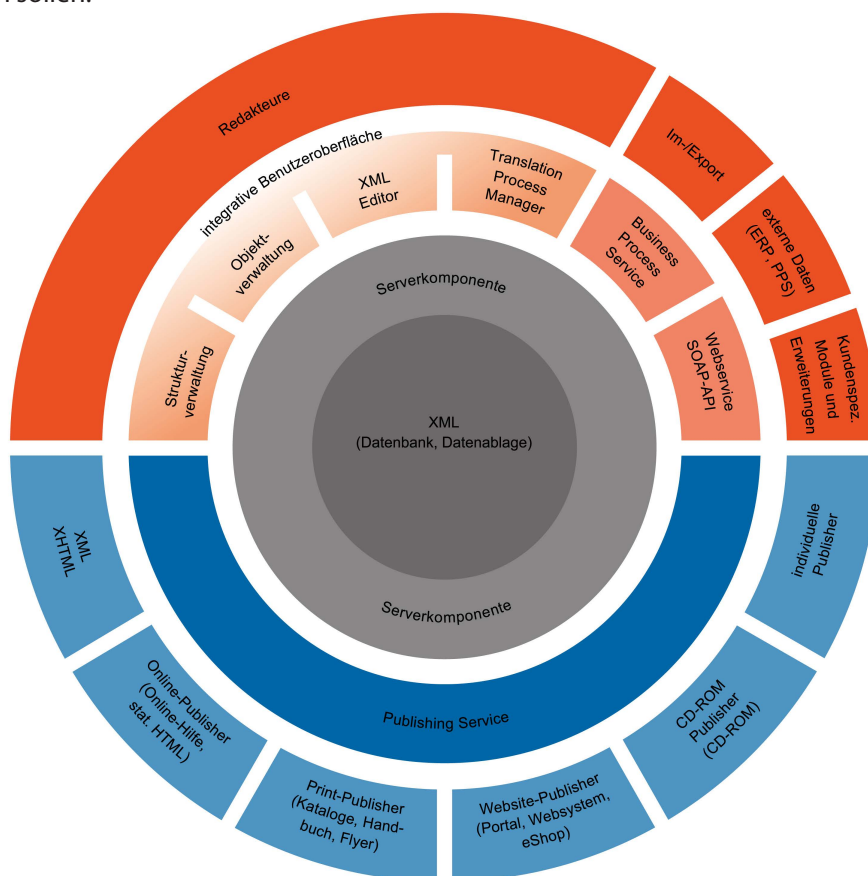 sollen.
Redakteure
Im-/Export
externe Daten
(ERP , PPS)
Kundenspez.
Module und
Erweiterungen
integrative Benutzeroberfläche
Struktur-
verwaltung
Objekt-
verwaltung
XML
Editor
Translation
Process
Manager
Business
Process
Service
Webservice
SOAP-API
Serverkomponente
XML
(Datenbank, Datenablage)
Serverkomponente
Publishing Service
XML
XHTML
Online-Publisher
(Online-Hilfe,
stat. HTML)
Print-Publisher
(Kataloge, Hand-
buch, Flyer)
Website-Publisher
(Portal, Websystem,
eShop)
CD-ROM
Publisher
(CD-ROM)
individuelle
Publisher